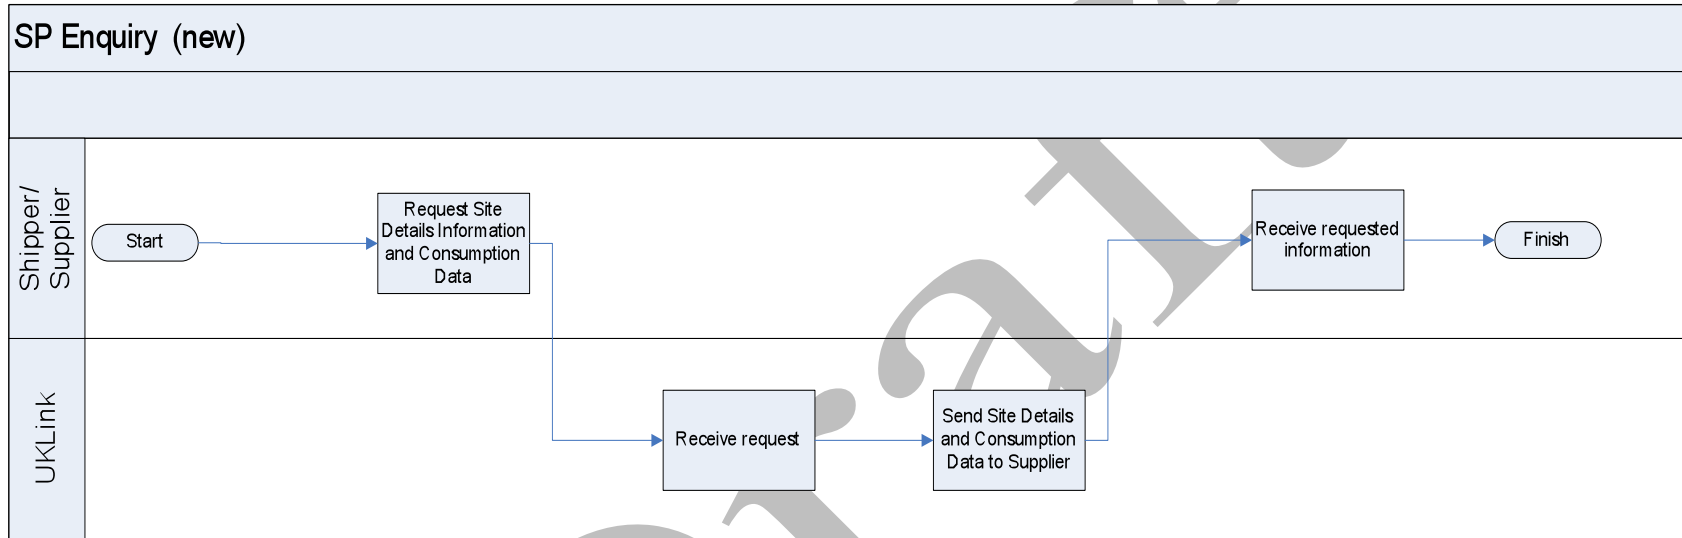 SP Enquiry (new)
Shipper/
Supplier
Start
Request Site
Details Information
and Consumption
Data
Receive requested
information
Finish
UKLink
Receive request
Send Site Details
and Consumption
Data to Supplier